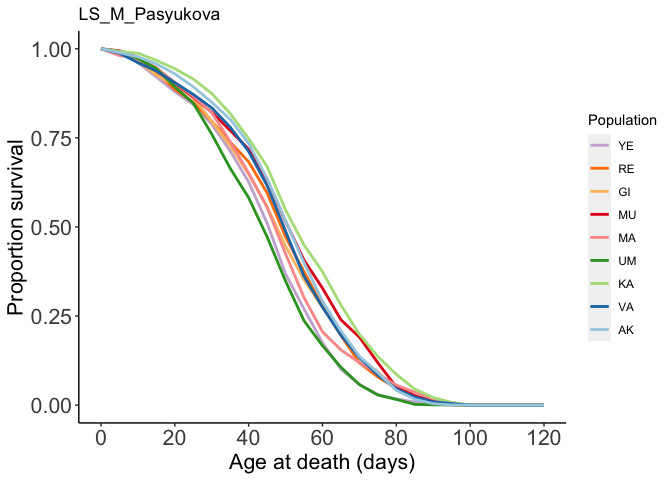 LS_M_Pasyukova
1.00
0.75
0.50
0.25
0.00
Proportion survival
0 20 40 60 80 100 120
Age at death (days)
Population
YE
RE
GI
MU
MA
UM
KA
VA
AK